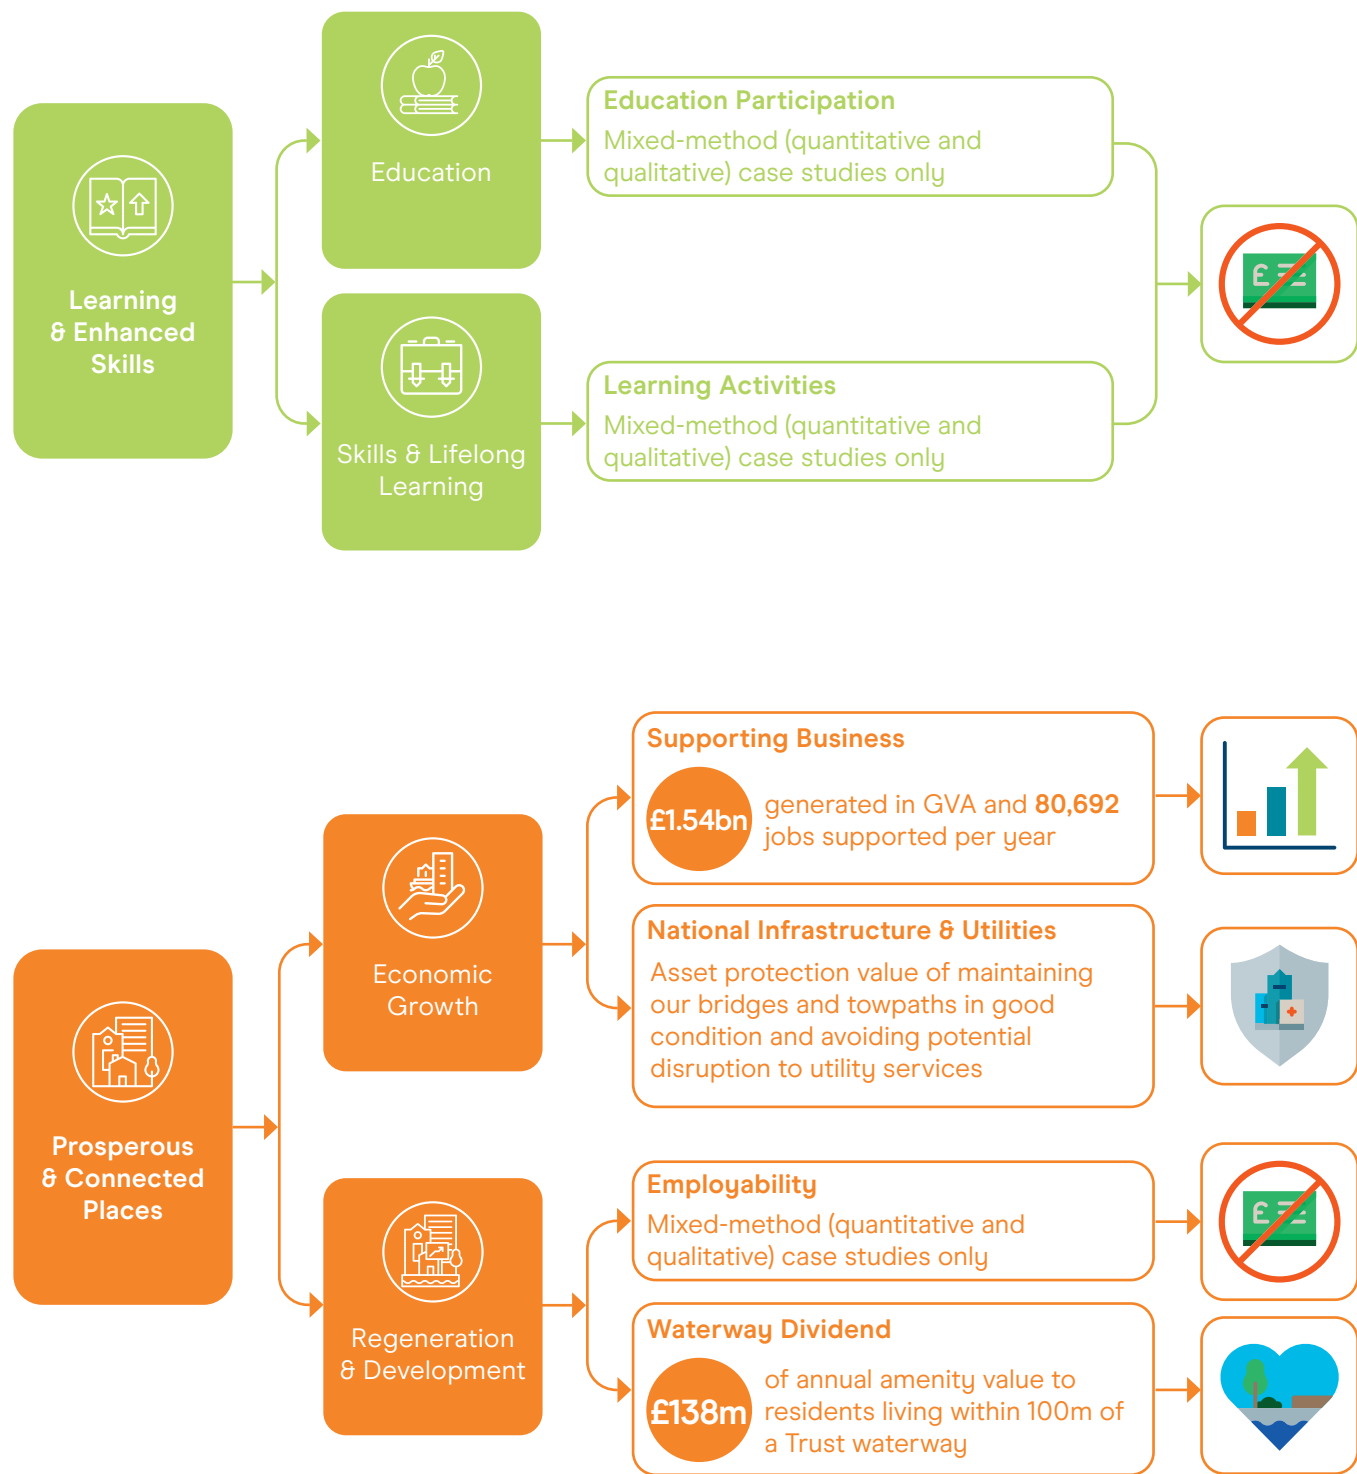 Learning
& Enhanced
Skills
Education
Education Participation
Mixed-method (quantitative and
qualitative) case studies only
£
Skills & Lifelong
Learning
Learning Activities
Mixed-method (quantitative and
qualitative) case studies only
Prosperous
& Connected
Places
Economic
Growth
Supporting Business
£1.54bn
generated in GVA and 80,692
jobs supported per year
National Infrastructure & Utilities
Asset protection value of maintaining
our bridges and towpaths in good
condition and avoiding potential
disruption to utility services
Regeneration
& Development
Employability
Mixed-method (quantitative and
qualitative) case studies only
£
Waterway Dividend
£138m
of annual amenity value to
residents living within 100m of
a Trust waterway